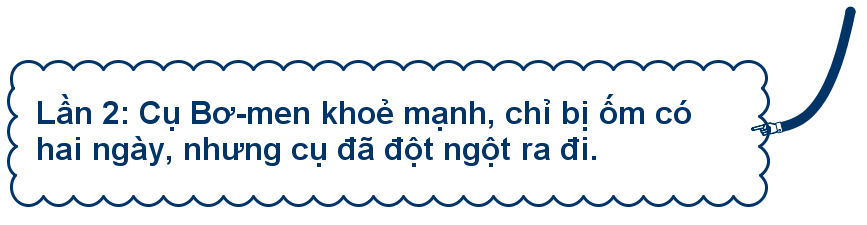 Lần 2: Cụ Bơ-men khoẻ mạnh, chỉ bị ốm có
hai ngày, nhưng cụ đã đột ngột ra đi.